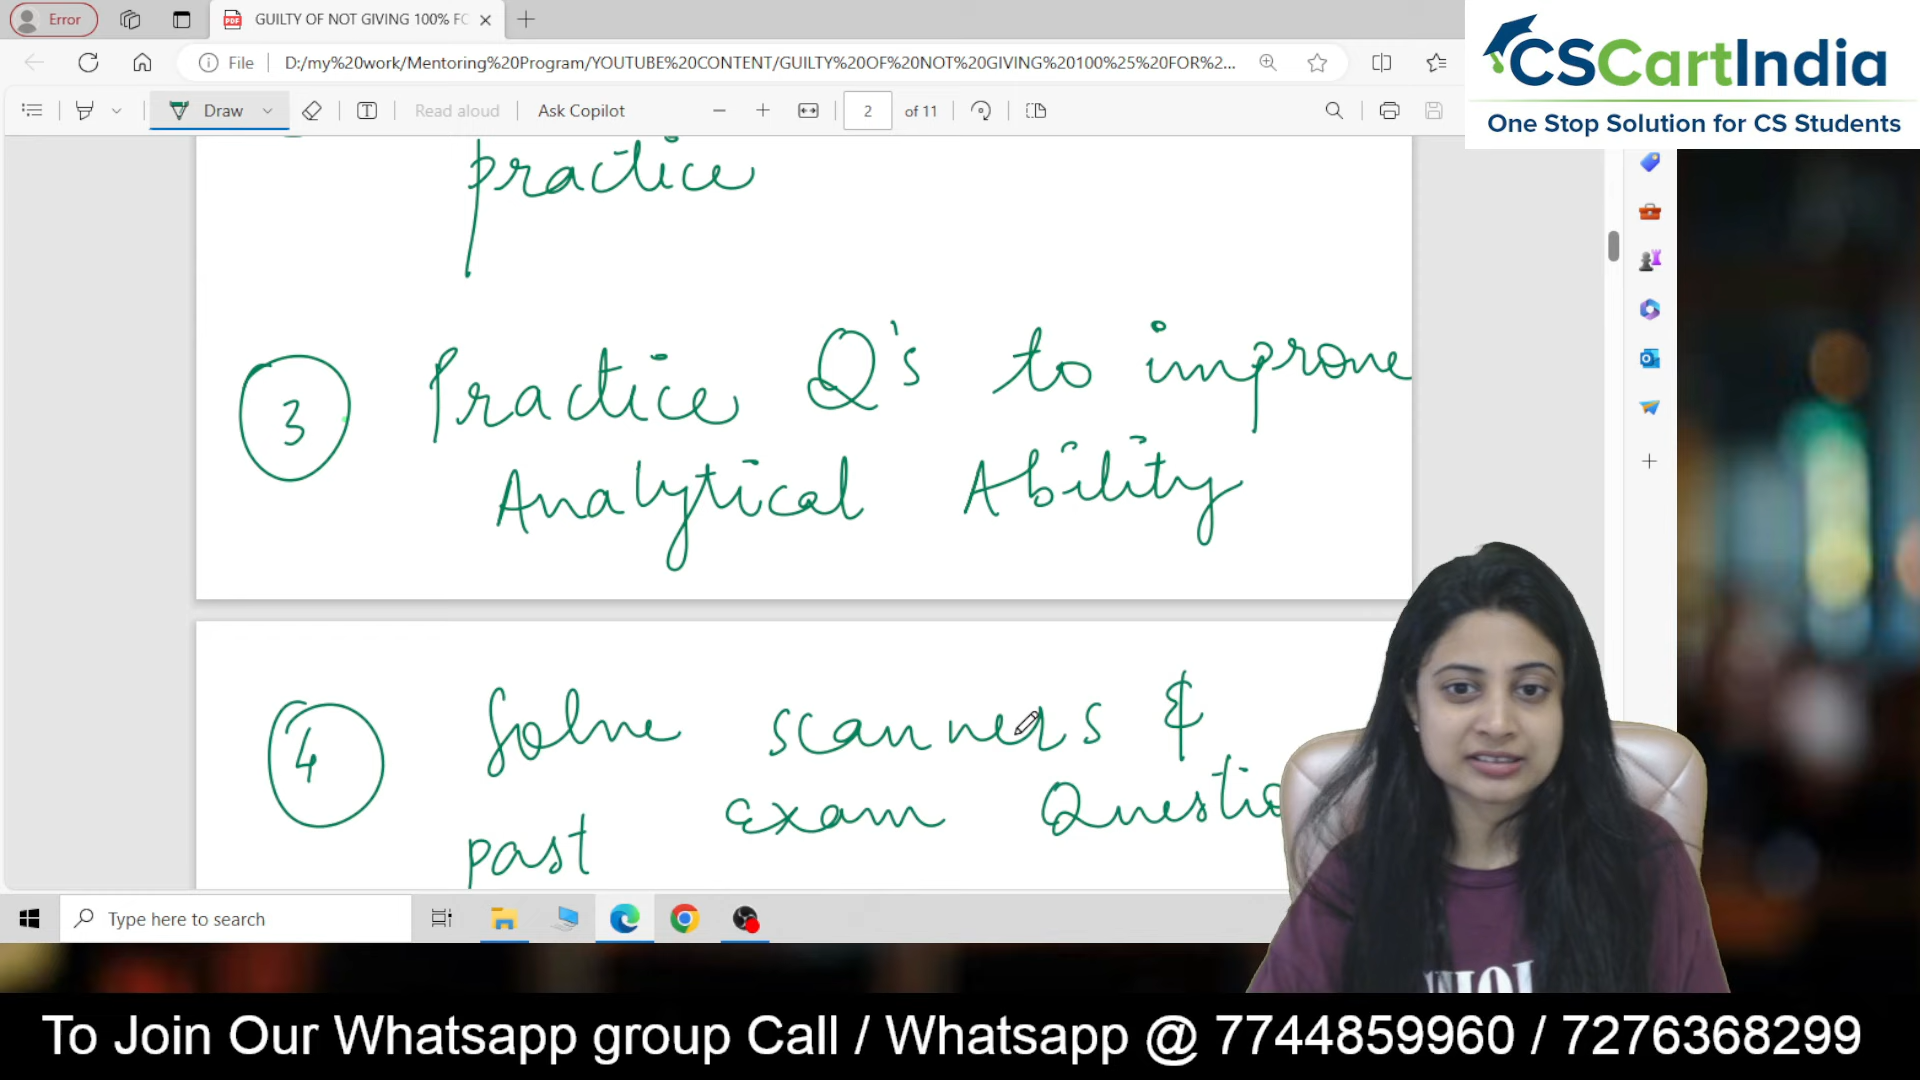 Error
GUILTY OF NOT GIVING 100% FO
File
D:/my%20work/Mentoring%20Program/YOUTUBE%20CONTENT/GUILTY%20OF%20NOT%20GIVING%20100%25%20FOR%2...
Draw
Read aloud
Ask Copilot
2
of 11
CSCartIndia
One Stop Solution for CS Students
practice
3 Practice Q's to improve
Analytical Ability
4 Solve scanners &
past exam Questio
Type here to search
To Join Our Whatsapp group Call / Whatsapp @ 7744859960 / 7276368299